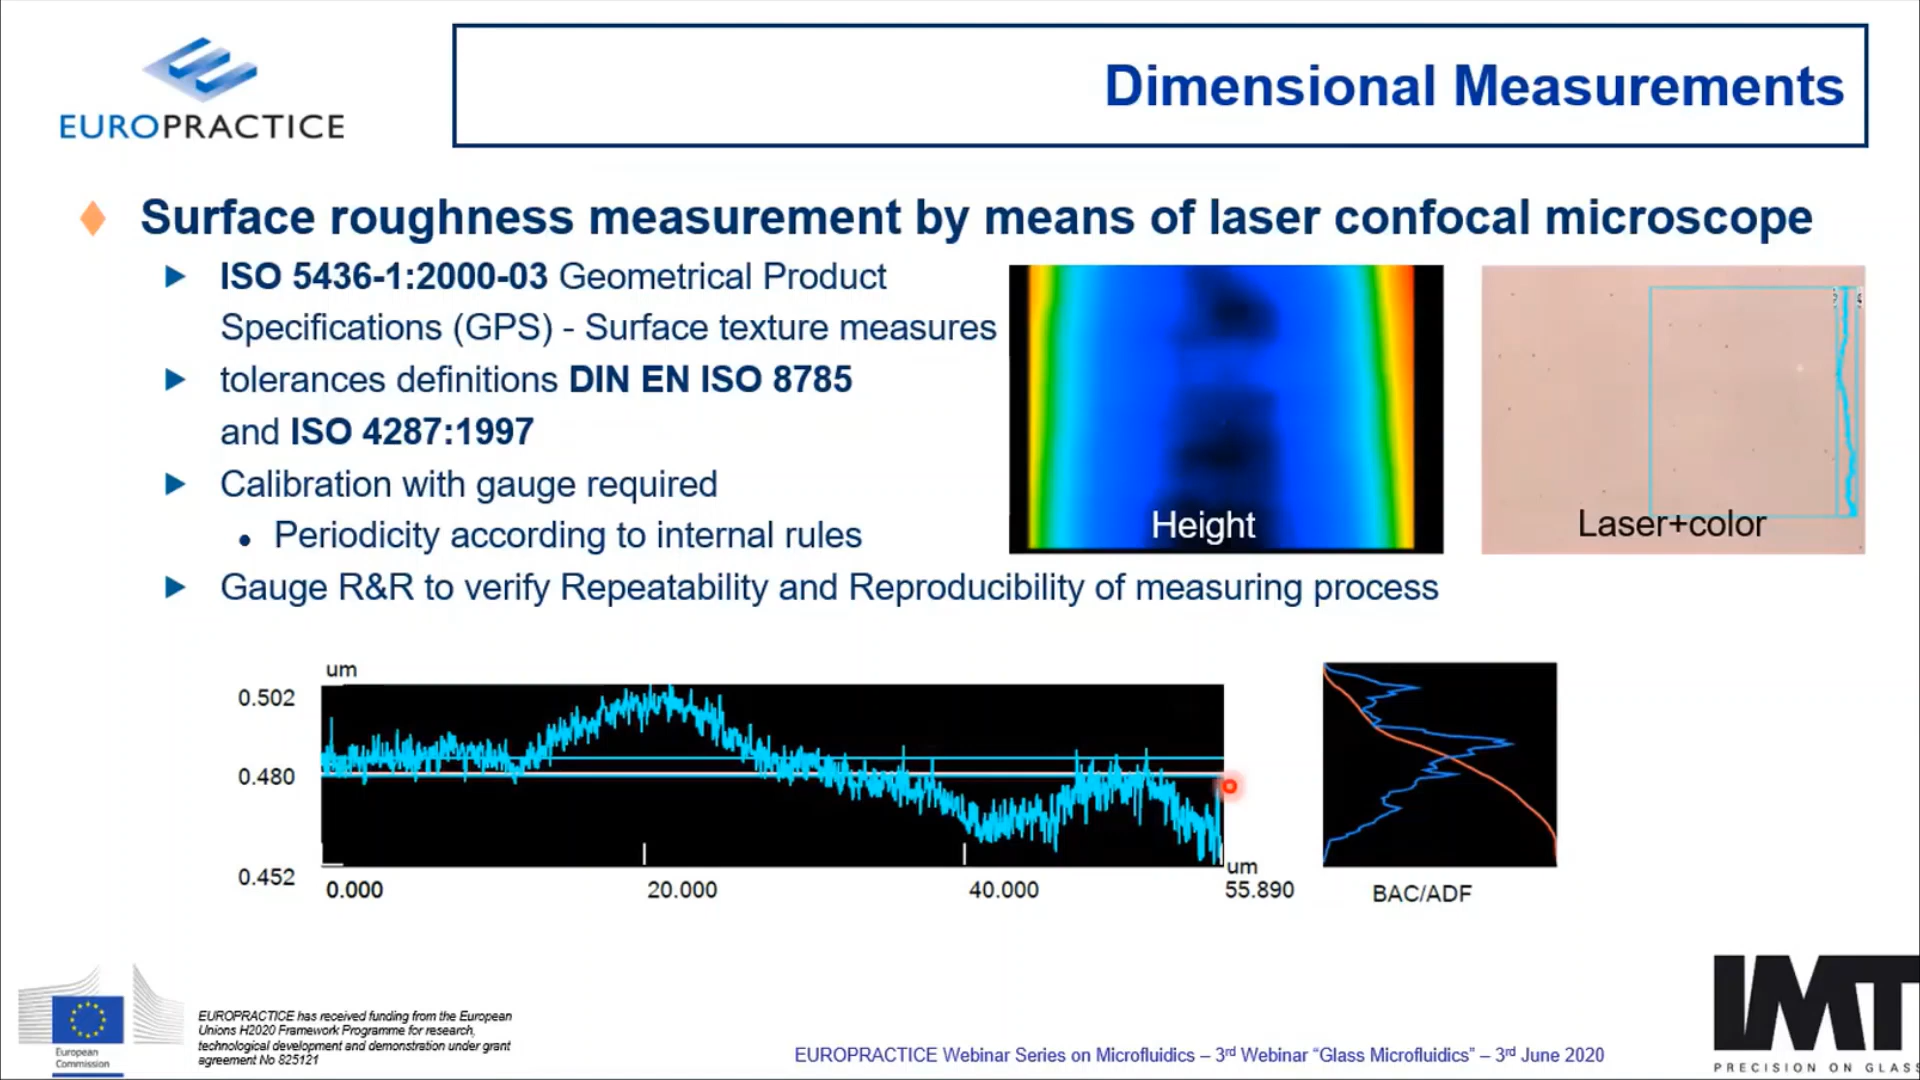 EUROPRACTICE
Dimensional Measurements
Surface roughness measurement by means of laser confocal microscope
ISO 5436-1:2000-03 Geometrical Product
Specifications (GPS) - Surface texture measures
tolerances definitions DIN EN ISO 8785
and ISO 4287:1997
Calibration with gauge required
Periodicity according to internal rules
Gauge R&R to verify Repeatability and Reproducibility of measuring process
Height
Laser+color
um
0.502
0.480
0.452
0.000
20.000
40.000
um
55.890
BAC/ADF
European
Commission
EUROPRACTICE has received funding from the European
Unions H2020 Framework Programme for research,
technological development and demonstration under grant
agreement No 825121
EUROPRACTICE Webinar Series on Microfluidics – 3rd Webinar “Glass Microfluidics” – 3rd June 2020
IMT
PRECISION ON GLASS